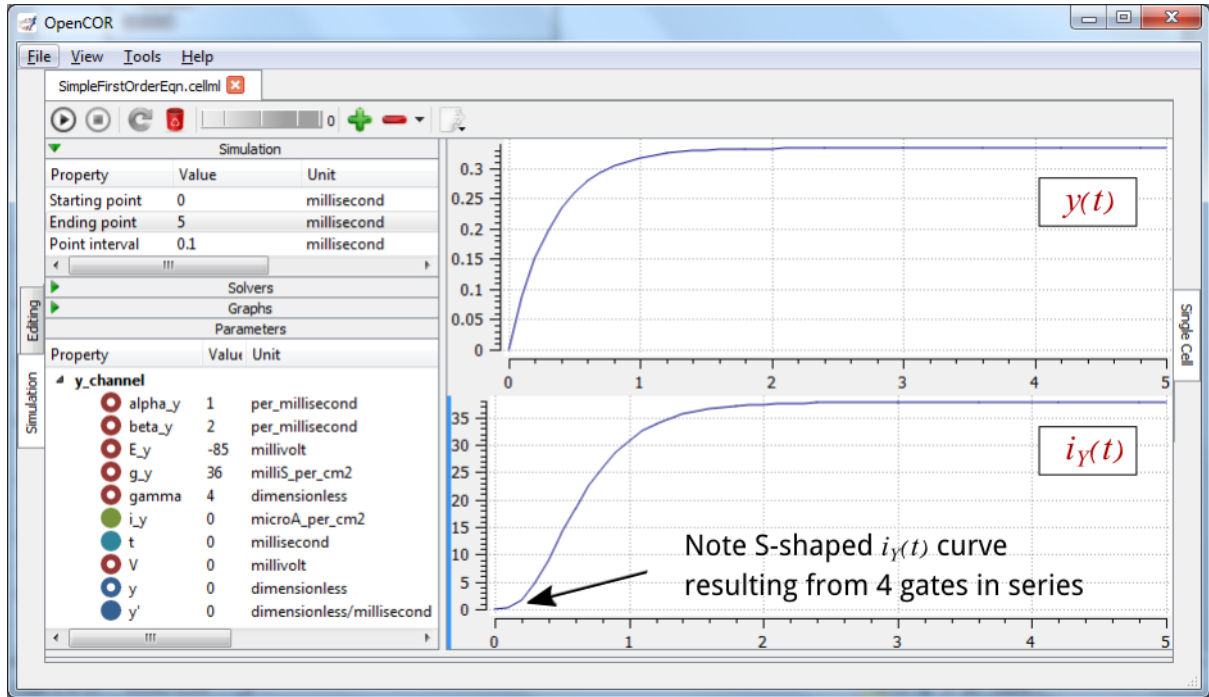 OpenCOR
File View Tools Help
SimpleFirstOrderEqn.cellml
0
Simulation
Property Value Unit
Starting point 0 millisecond
Ending point 5 millisecond
Point interval 0.1 millisecond
Solvers
Graphs
Parameters
Property Value Unit
y_channel
alpha_y 1 per_millisecond
beta_y 2 per_millisecond
E_y -85 millivolt
g_y 36 milliS_per_cm2
gamma 4 dimensionless
i_y 0 microA_per_cm2
t 0 millisecond
V 0 millivolt
y 0 dimensionless
y' 0 dimensionless/millisecond
Editing
Simulation
0.3
0.25
0.2
0.15
0.1
0.05
0
0 1 2 3 4 5
y(t)
35
30
25
20
15
10
5
0
0 1 2 3 4 5
iY(t)
Note S-shaped iY(t) curve
resulting from 4 gates in series
Single Cell